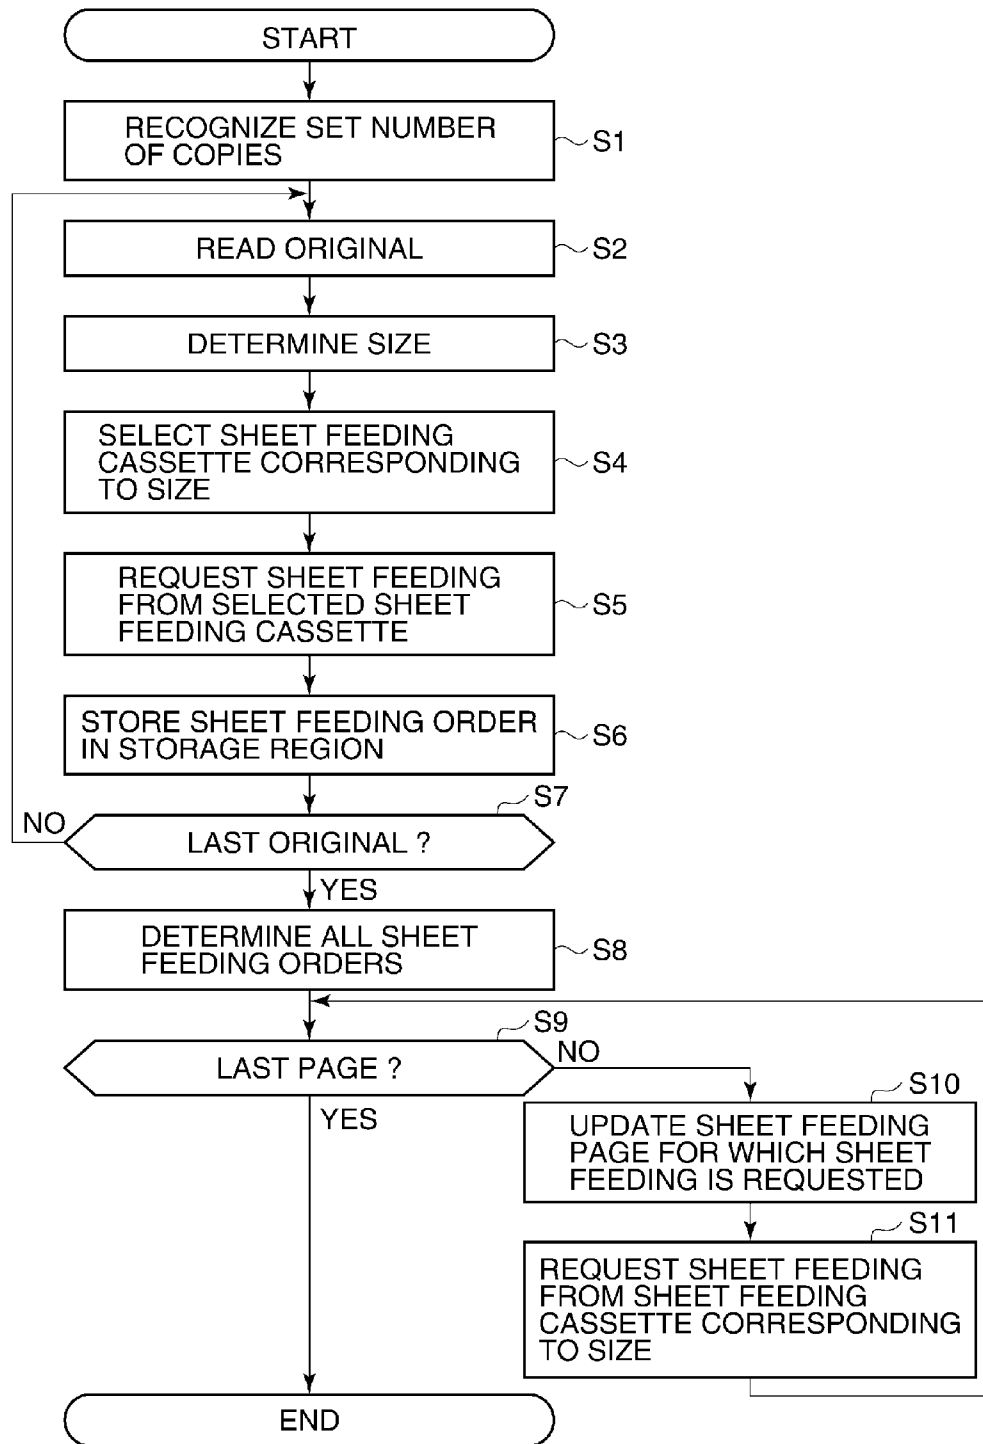 START
RECOGNIZE SET NUMBER
OF COPIES
S1
READ ORIGINAL
S2
DETERMINE SIZE
S3
SELECT SHEET FEEDING
CASSETTE CORRESPONDING
TO SIZE
S4
REQUEST SHEET FEEDING
FROM SELECTED SHEET
FEEDING CASSETTE
S5
STORE SHEET FEEDING ORDER
IN STORAGE REGION
S6
S7
NO
LAST ORIGINAL ?
YES
DETERMINE ALL SHEET
FEEDING ORDERS
S8
S9
LAST PAGE ?
NO
YES
S10
UPDATE SHEET FEEDING
PAGE FOR WHICH SHEET
FEEDING IS REQUESTED
S11
REQUEST SHEET FEEDING
FROM SHEET FEEDING
CASSETTE CORRESPONDING
TO SIZE
END